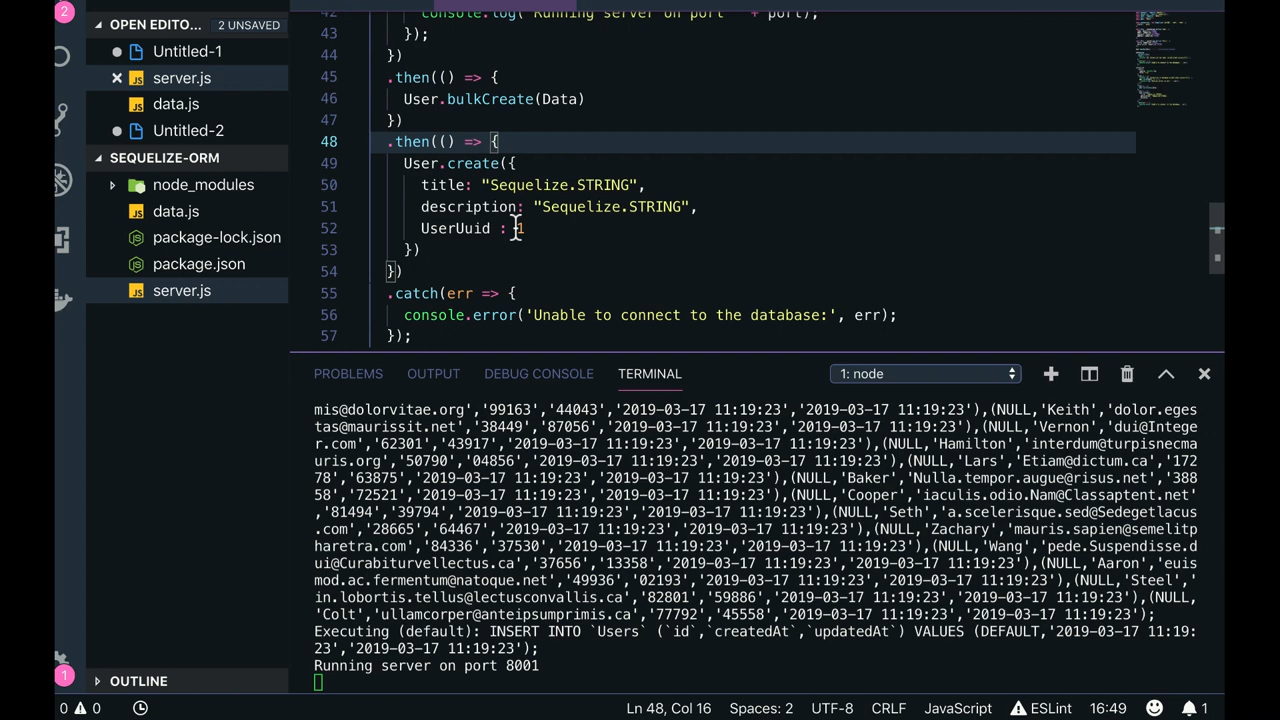 2
OPEN EDITO... 2 UNSAVED
Untitled-1
server.js
data.js
Untitled-2
SEQUELIZE-ORM
node_modules
data.js
package-lock.json
package.json
server.js
OUTLINE
1
42 console.log('Running server on port ' + port);
43 });
44 })
45 .then(() => {
46 User.bulkCreate(Data)
47 })
48 .then(() => {
49 User.create({
50 title: "Sequelize.STRING",
51 description: "Sequelize.STRING",
52 UserUuid : 1
53 })
54 })
55 .catch(err => {
56 console.error('Unable to connect to the database:', err);
57 });
PROBLEMS OUTPUT DEBUG CONSOLE TERMINAL 1: node
mis@dolorvitae.org','99163','44043','2019-03-17 11:19:23','2019-03-17 11:19:23'),(NULL,'Keith','dolor.eges
tas@maurissit.net','38449','87056','2019-03-17 11:19:23','2019-03-17 11:19:23'),(NULL,'Vernon','dui@Intege
r.com','62301','43917','2019-03-17 11:19:23','2019-03-17 11:19:23'),(NULL,'Hamilton','interdum@turpisnecma
uris.org','50790','04856','2019-03-17 11:19:23','2019-03-17 11:19:23'),(NULL,'Lars','Etiam@dictum.ca','172
78','63875','2019-03-17 11:19:23','2019-03-17 11:19:23'),(NULL,'Baker','Nulla.tempor.augue@risus.net','388
58','72521','2019-03-17 11:19:23','2019-03-17 11:19:23'),(NULL,'Cooper','iaculis.odio.Nam@Classaptent.net'
,'81494','39794','2019-03-17 11:19:23','2019-03-17 11:19:23'),(NULL,'Seth','a.scelerisque.sed@Sedegetlacus
.com','28665','64467','2019-03-17 11:19:23','2019-03-17 11:19:23'),(NULL,'Zachary','mauris.sapien@semelitp
haretra.com','84336','37530','2019-03-17 11:19:23','2019-03-17 11:19:23'),(NULL,'Wang','pede.Suspendisse.d
ui@Curabiturvellectus.ca','37656','13358','2019-03-17 11:19:23','2019-03-17 11:19:23'),(NULL,'Aaron','euis
mod.ac.fermentum@natoque.net','49936','02193','2019-03-17 11:19:23','2019-03-17 11:19:23'),(NULL,'Steel','
in.lobortis.tellus@lectusconvallis.ca','82801','59886','2019-03-17 11:19:23','2019-03-17 11:19:23'),(NULL,
'Colt','ullamcorper@anteipsumprimis.ca','77792','45558','2019-03-17 11:19:23','2019-03-17 11:19:23');
Executing (default): INSERT INTO `Users` (`id`,`createdAt`,`updatedAt`) VALUES (DEFAULT,'2019-03-17 11:19:
23','2019-03-17 11:19:23');
Running server on port 8001
0 0 Ln 48, Col 16 Spaces: 2 UTF-8 CRLF JavaScript ESLint 16:49 1